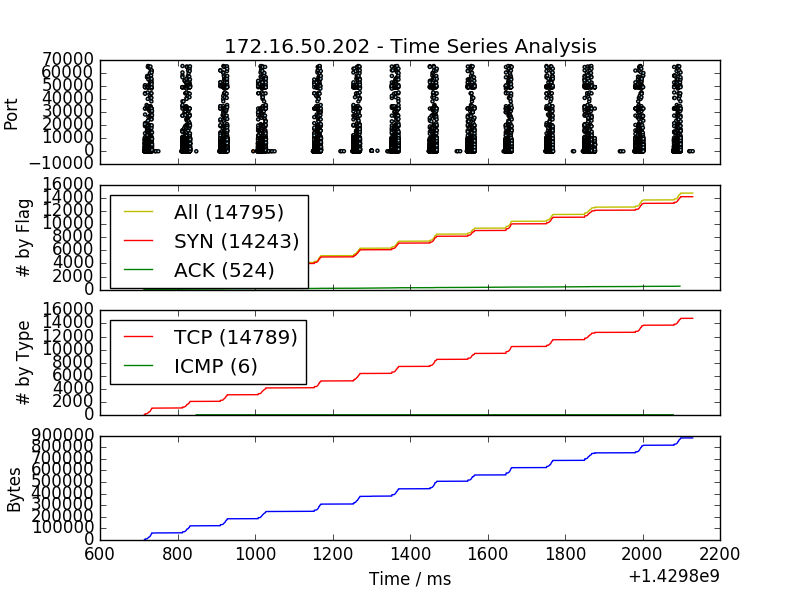 172.16.50.202 - Time Series Analysis
70000
60000
50000
40000
30000
20000
10000
0
−10000
Port
16000
14000
12000
10000
8000
6000
4000
2000
0
# by Flag
All (14795)
SYN (14243)
ACK (524)
16000
14000
12000
10000
8000
6000
4000
2000
0
# by Type
TCP (14789)
ICMP (6)
900000
800000
700000
600000
500000
400000
300000
200000
100000
0
Bytes
600 800 1000 1200 1400 1600 1800 2000 2200
Time / ms
+1.4298e9